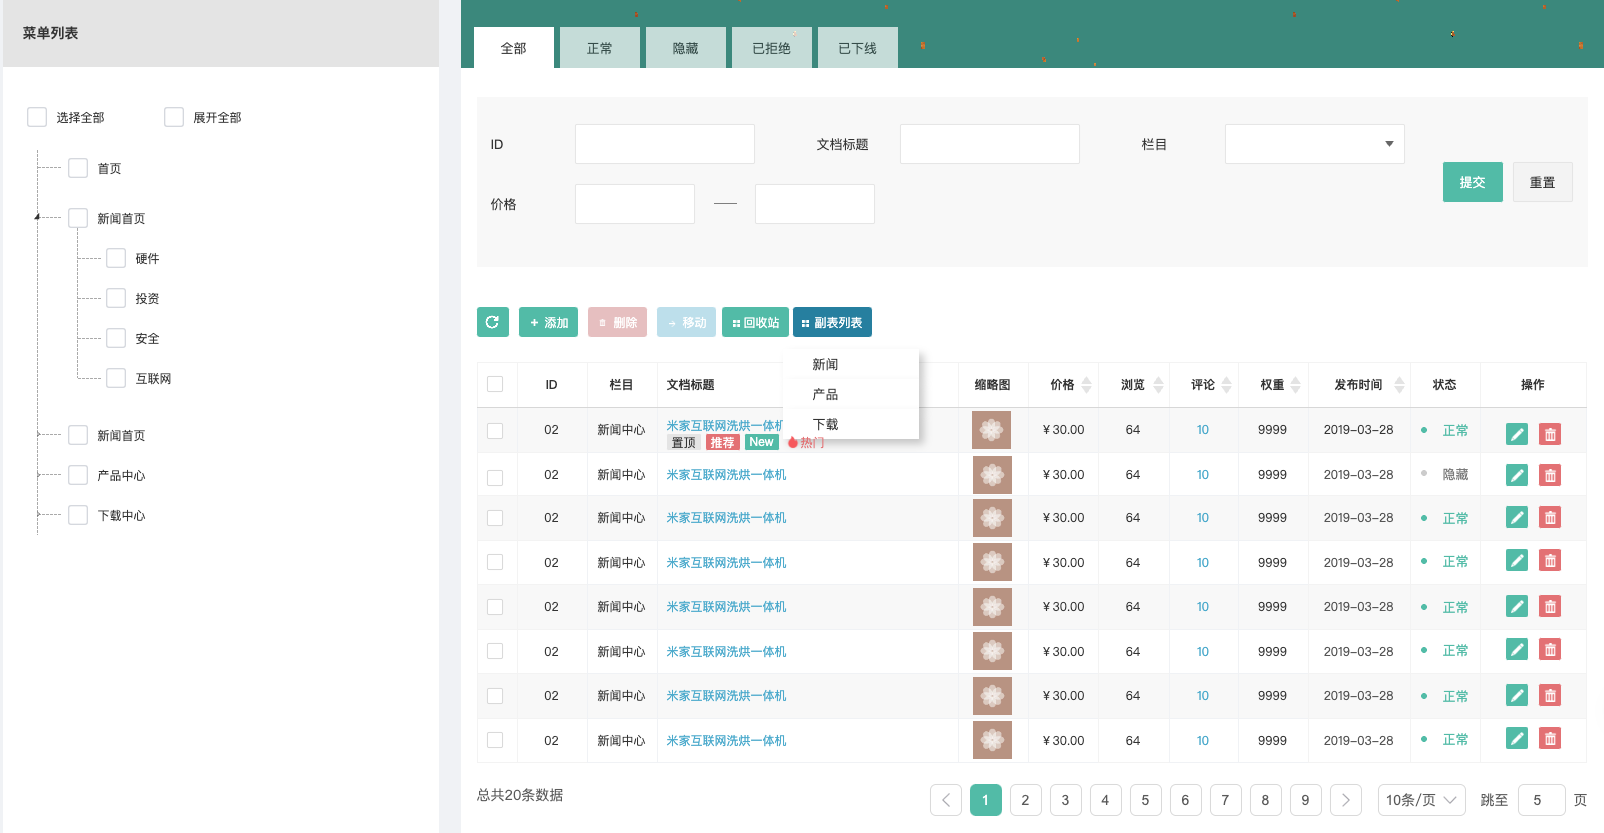 菜单列表
选择全部 展开全部
首页
新闻首页
硬件
投资
安全
互联网
新闻首页
产品中心
下载中心
全部 正常 隐藏 已拒绝 已下线
ID 文档标题 栏目
价格 提交 重置
添加 删除 移动 回收站 副表列表
新闻
产品
下载
ID 栏目 文档标题 缩略图 价格 浏览 评论 权重 发布时间 状态 操作
02 新闻中心 米家互联网洗烘一体机 ¥30.00 64 10 9999 2019-03-28 正常
置顶 推荐 New 热门
02 新闻中心 米家互联网洗烘一体机 ¥30.00 64 10 9999 2019-03-28 隐藏
02 新闻中心 米家互联网洗烘一体机 ¥30.00 64 10 9999 2019-03-28 正常
02 新闻中心 米家互联网洗烘一体机 ¥30.00 64 10 9999 2019-03-28 正常
02 新闻中心 米家互联网洗烘一体机 ¥30.00 64 10 9999 2019-03-28 正常
02 新闻中心 米家互联网洗烘一体机 ¥30.00 64 10 9999 2019-03-28 正常
02 新闻中心 米家互联网洗烘一体机 ¥30.00 64 10 9999 2019-03-28 正常
02 新闻中心 米家互联网洗烘一体机 ¥30.00 64 10 9999 2019-03-28 正常
总共20条数据 1 2 3 4 5 6 7 8 9 10条/页 跳至 5 页